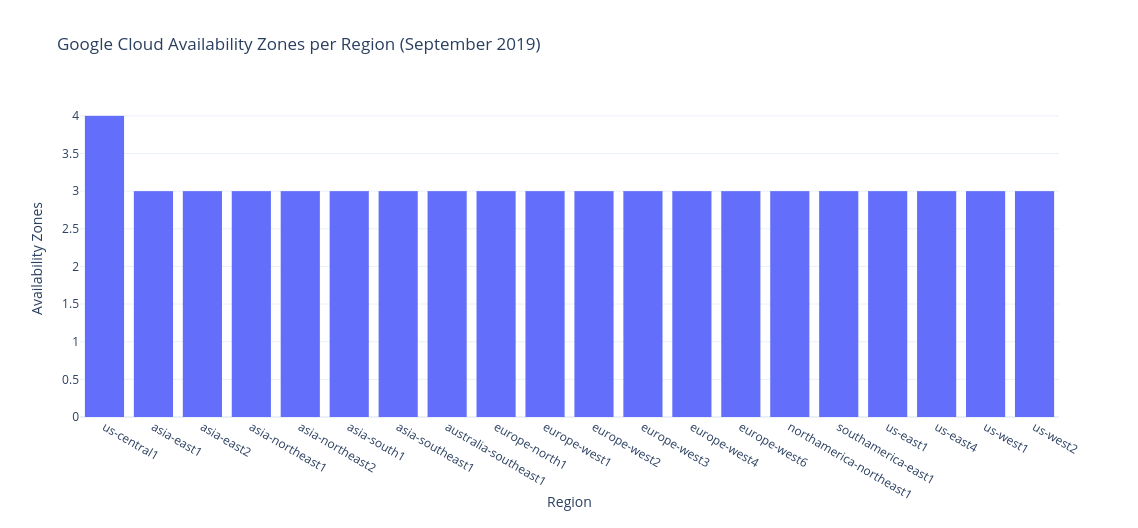 Google Cloud Availability Zones per Region (September 2019)
4
3.5
3
2.5
2
1.5
1
0.5
0
Availability Zones
us-central1
asia-east1
asia-east2
asia-northeast1
asia-northeast2
asia-south1
asia-southeast1
australia-southeast1
europe-north1
europe-west1
europe-west2
europe-west3
europe-west4
europe-west6
northamerica-northeast1
southamerica-east1
us-east1
us-east4
us-west1
us-west2
Region